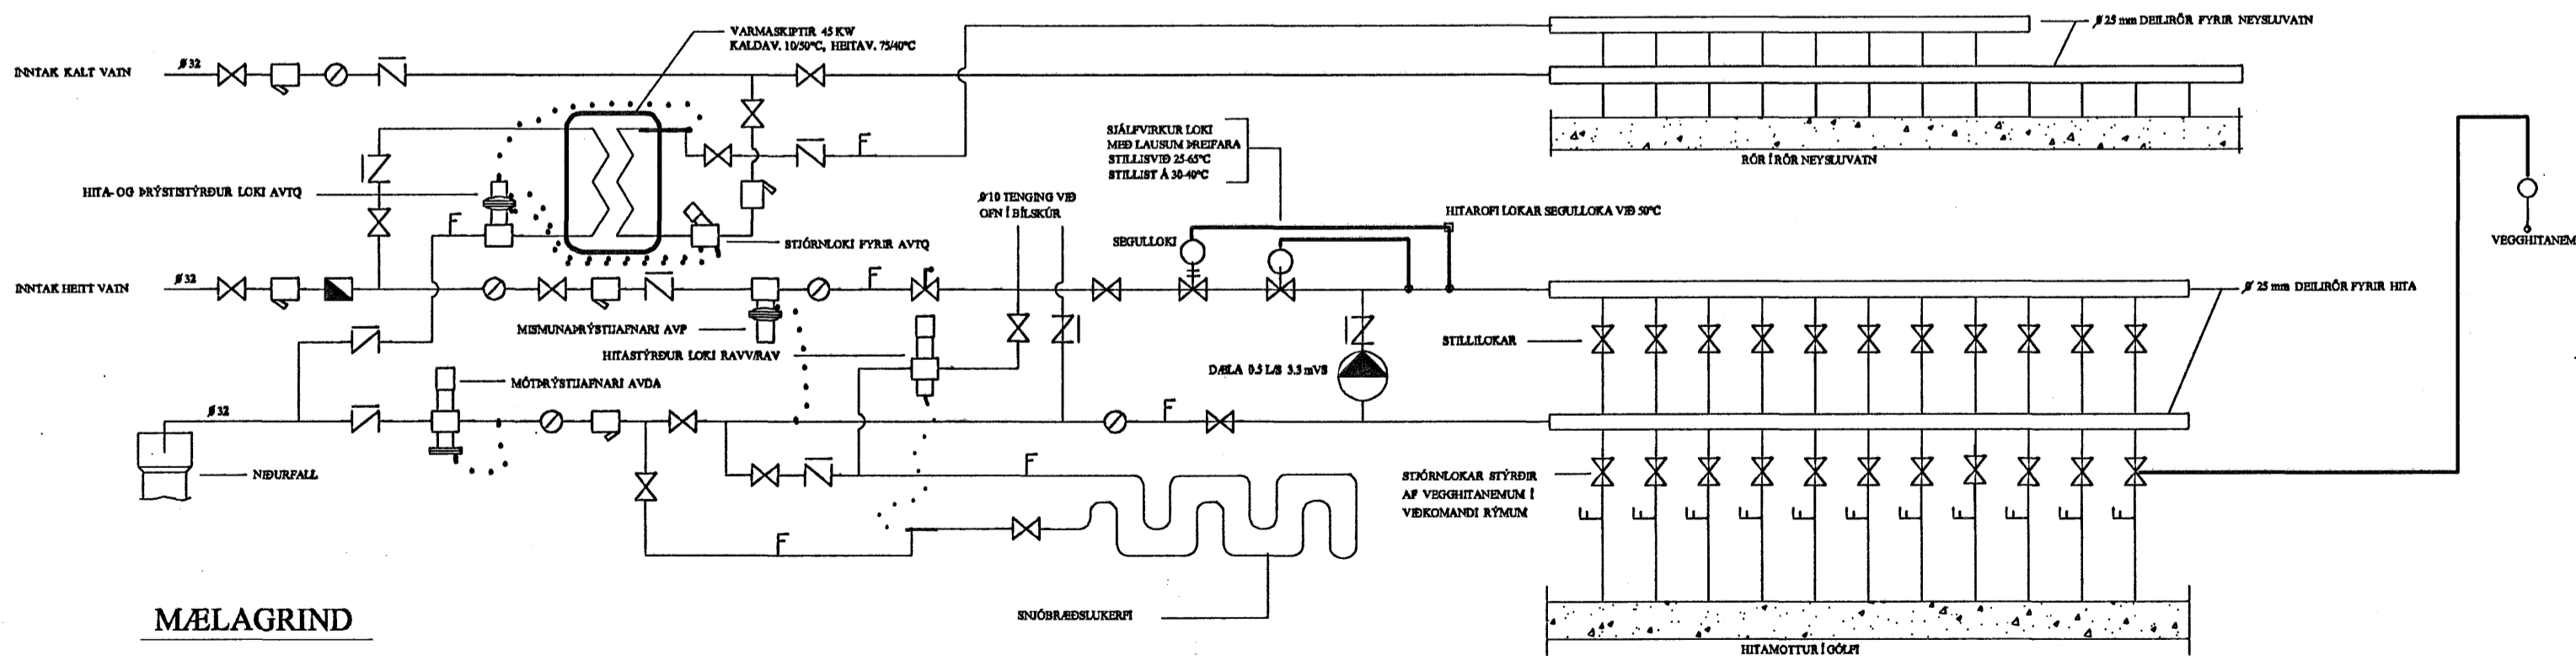 VARMASKIPTIR 45 KW
KALDAV. 10/50°C, HEITAV. 75/40°C
Ø 25 mm DEILIRÖR FYRIR NEYSLUVATN
INNTAK KALT VATN
Ø 32
SJÁLFVIRKUR LOKI
MEÐ LAUSUM ÞREIFARA
STILLISVIÐ 25-65°C
STILLIST Á 30-40°C
F
RÖR Í RÖR NEYSLUVATN
HITA- OG ÞRÝSTISTÝRÐUR LOKI AVTQ
Ø10 TENGING VIÐ
OFN Í BÍLSKÚR
F
HITAROFI LOKAR SEGULLOKA VIÐ 50°C
SEGULLOKI
STJÓRNLOKI FYRIR AVTQ
VEGGHITANEM
INNTAK HEITT VATN
Ø 32
F
Ø 25 mm DEILIRÖR FYRIR HITA
MISMUNAÞRÝSTIJAFNARI AVP
HITASTÝRÐUR LOKI RAVV/RAV
STILLILOKAR
DÆLA 0.5 L/S 3.3 mVS
MÓTÞRÝSTIJAFNARI AVDA
Ø 32
F
NIÐURFALL
F
STJÓRNLOKAR STÝRÐIR
AF VEGGHITANEMUM Í
VIÐKOMANDI RÝMUM
F F F F F F F F F F F
F
SNJÓBRÆÐSLUKERFI
MÆLAGRIND
HITAMOTTUR Í GÓLFI